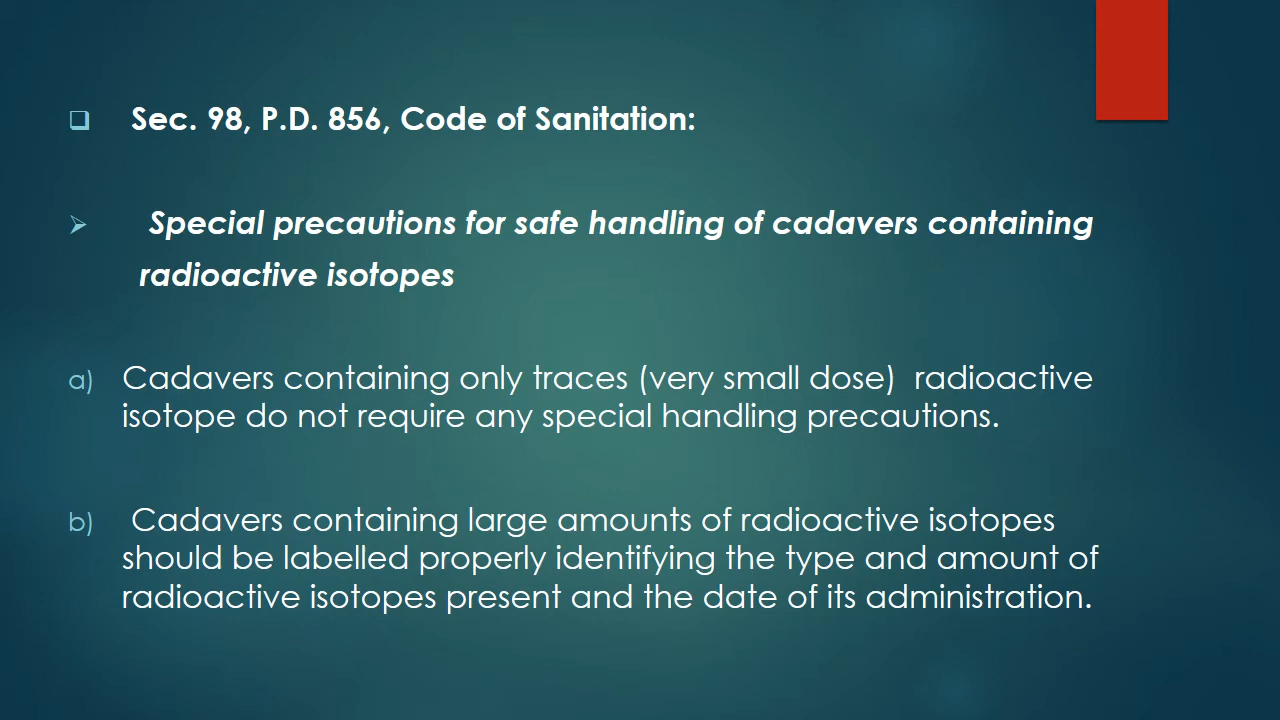 Sec. 98, P.D. 856, Code of Sanitation:
Special precautions for safe handling of cadavers containing
radioactive isotopes
a) Cadavers containing only traces (very small dose)  radioactive
isotope do not require any special handling precautions.
b) Cadavers containing large amounts of radioactive isotopes
should be labelled properly identifying the type and amount of
radioactive isotopes present and the date of its administration.